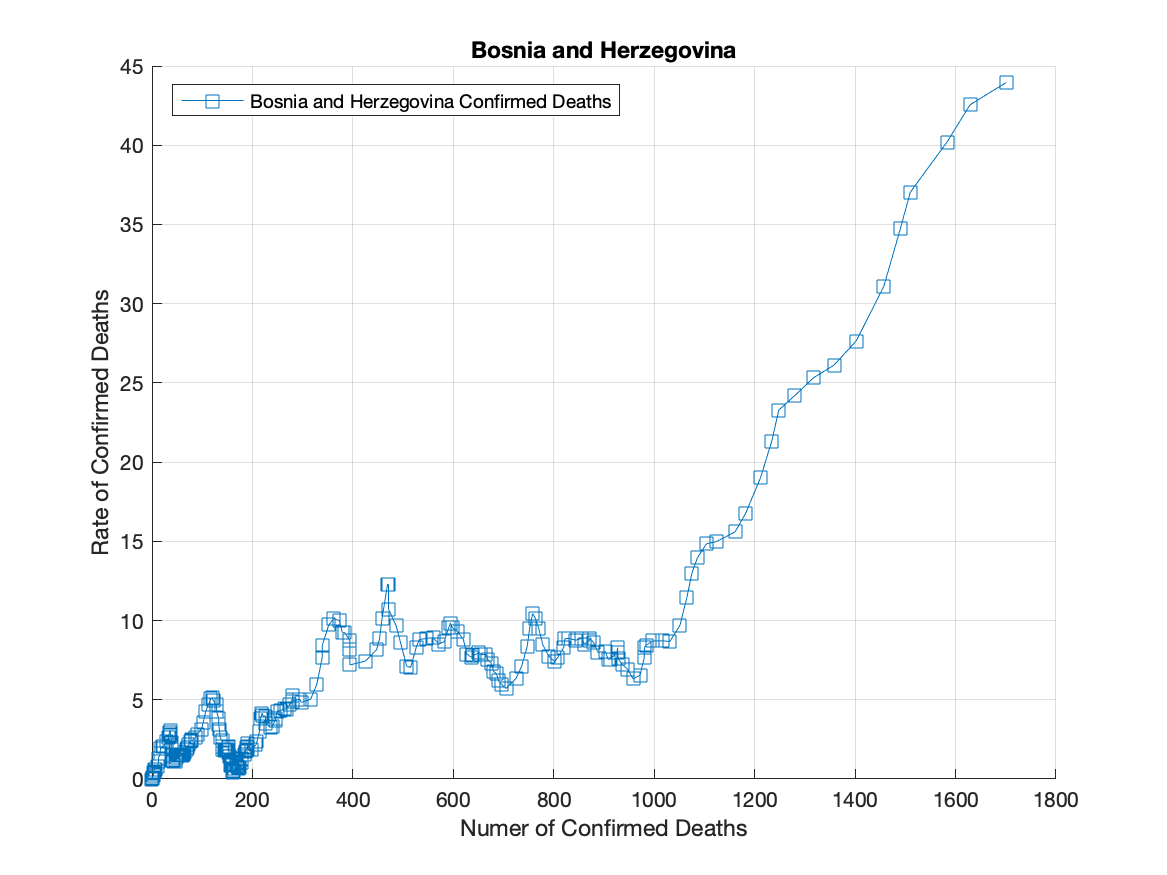 Bosnia and Herzegovina
Bosnia and Herzegovina Confirmed Deaths
45
40
35
30
25
20
15
10
5
0
Rate of Confirmed Deaths
0 200 400 600 800 1000 1200 1400 1600 1800
Numer of Confirmed Deaths